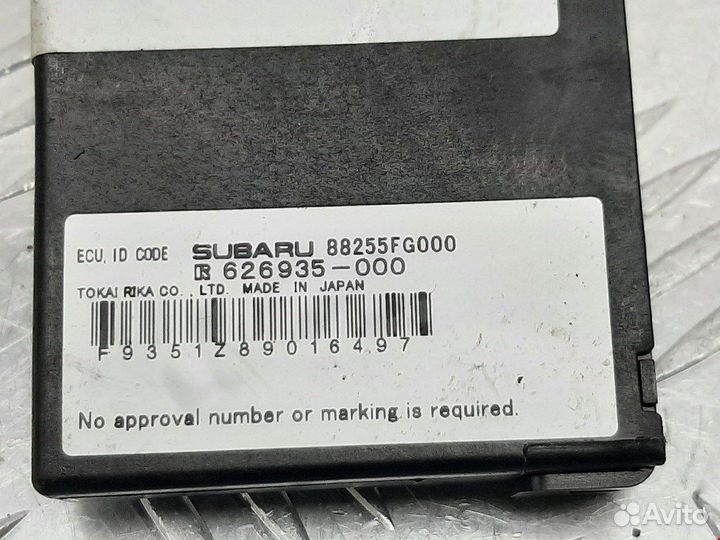 ECU, ID CODE SUBARU 88255FG000
R 626935-000
TOKAI RIKA CO., LTD. MADE IN JAPAN
F9351Z89016497
No approval number or marking is required.
Avito